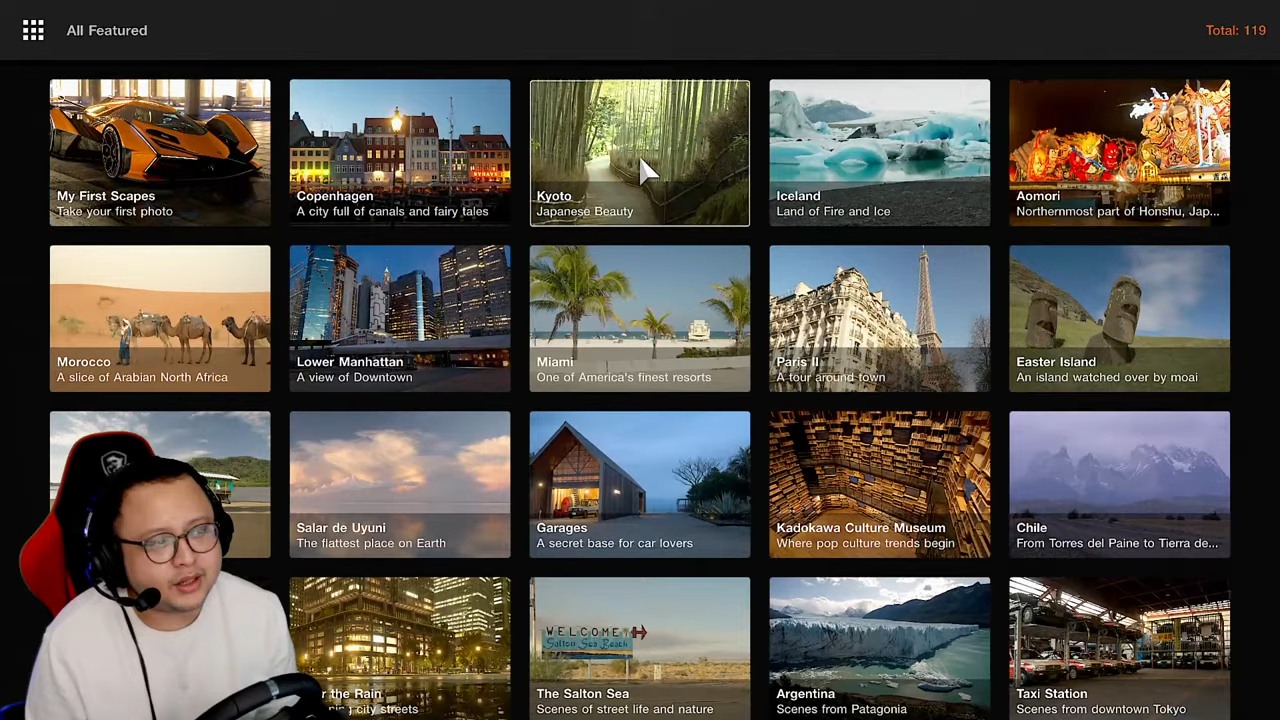 All Featured
Total: 119
My First Scapes
Take your first photo
Copenhagen
A city full of canals and fairy tales
Kyoto
Japanese Beauty
Iceland
Land of Fire and Ice
Aomori
Northernmost part of Honshu, Jap...
Morocco
A slice of Arabian North Africa
Lower Manhattan
A view of Downtown
Miami
One of America's finest resorts
Paris II
A tour around town
Easter Island
An island watched over by moai
Salar de Uyuni
The flattest place on Earth
Garages
A secret base for car lovers
Kadokawa Culture Museum
Where pop culture trends begin
Chile
From Torres del Paine to Tierra de...
r the Rain
city streets
WELCOME
Salton Sea Beach
The Salton Sea
Scenes of street life and nature
Argentina
Scenes from Patagonia
Taxi Station
Scenes from downtown Tokyo